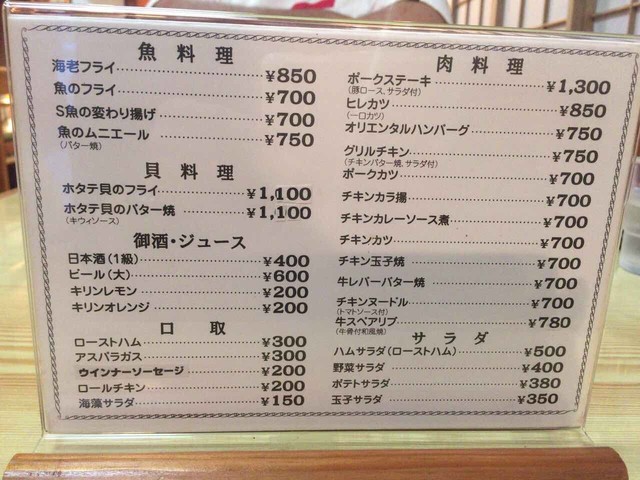 魚料理
海老フライ……¥850
魚のフライ……¥700
S魚の変わり揚げ……¥700
魚のムニエール……¥750
(バター焼)
貝料理
ホタテ貝のフライ……¥1,100
ホタテ貝のバター焼……¥1,100
(キウィソース)
御酒・ジュース
日本酒(1級)……¥400
ビール(大)……¥600
キリンレモン……¥200
キリンオレンジ……¥200
口取
ローストハム……¥300
アスパラガス……¥300
ウインナーソーセージ……¥200
ロールチキン……¥200
海藻サラダ……¥150
肉料理
ポークステーキ……¥1,300
(豚ロース、サラダ付)
ヒレカツ……¥850
(一口カツ)
オリエンタルハンバーグ……¥750
グリルチキン……¥750
(チキンバター焼、サラダ付)
ポークカツ……¥700
チキンカラ揚……¥700
チキンカレーソース煮……¥700
チキンカツ……¥700
チキン玉子焼……¥700
牛レバーバター焼……¥700
チキンヌードル……¥700
(トマトソース付)
牛スペアリブ……¥780
(牛骨付和風焼)
サラダ
ハムサラダ(ローストハム)……¥500
野菜サラダ……¥400
ポテトサラダ……¥380
玉子サラダ……¥350